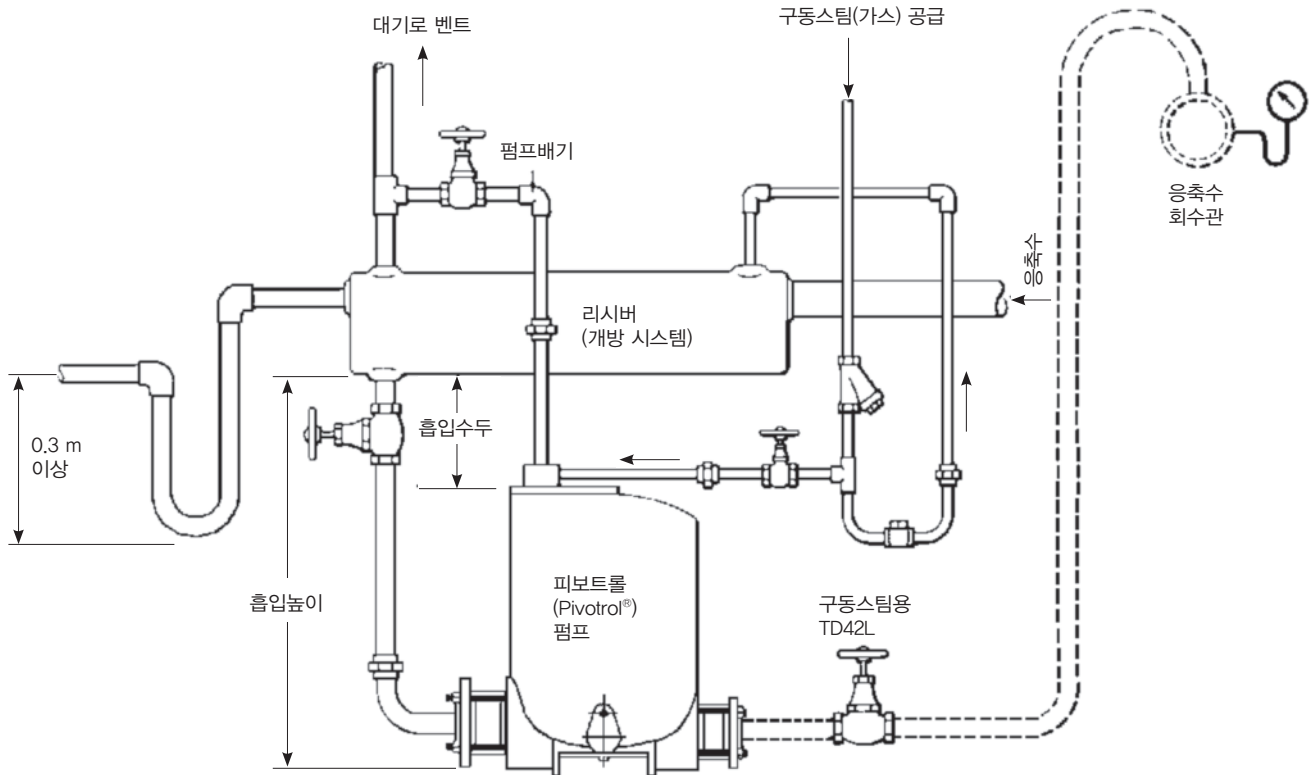 대기로 벤트
구동스팀(가스) 공급
펌프배기
응축수
회수관
응축수
리시버
(개방 시스템)
0.3 m
이상
흡입수두
흡입높이
피보트롤
(Pivotrol®)
펌프
구동스팀용
TD42L